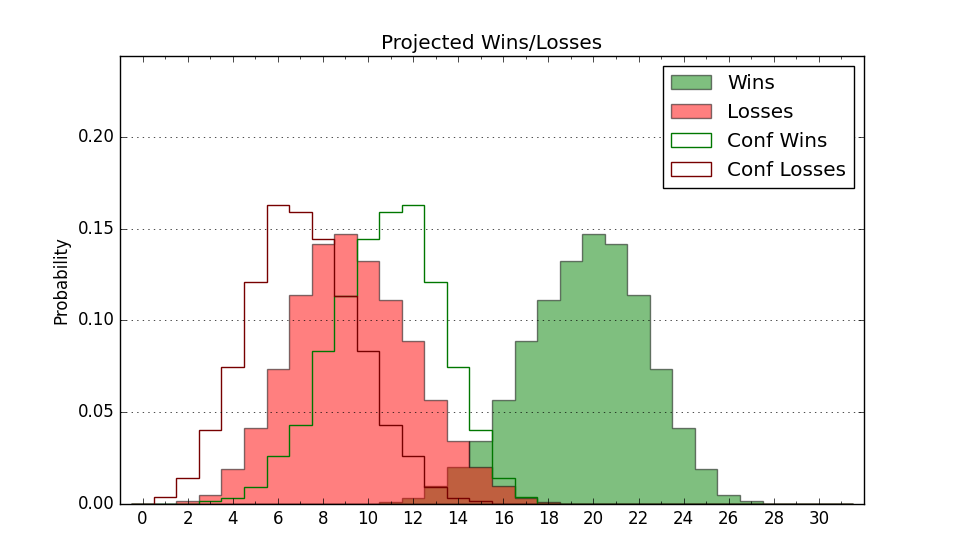 Projected Wins/Losses
Wins
Losses
Conf Wins
Conf Losses
Probability
0.20
0.15
0.10
0.05
0.00
0 2 4 6 8 10 12 14 16 18 20 22 24 26 28 30